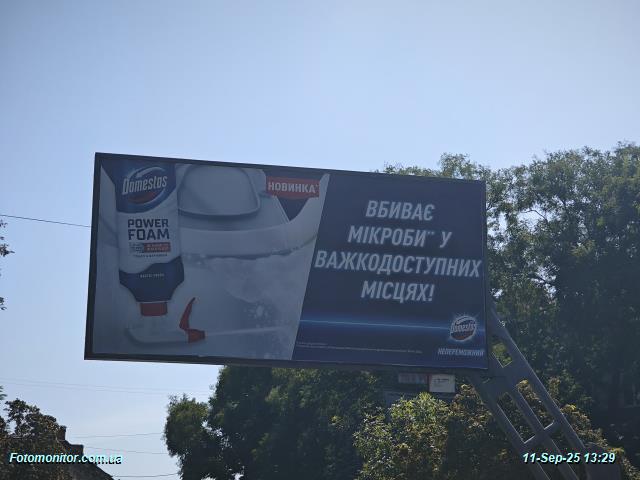 Domestos
POWER
FOAM
НОВИНКА*
ВБИВАЄ
МІКРОБИ** У
ВАЖКОДОСТУПНИХ
МІСЦЯХ!
Domestos
НЕПЕРЕМОЖНИЙ
Fotomonitor.com.ua
11-Sep-25 13:29